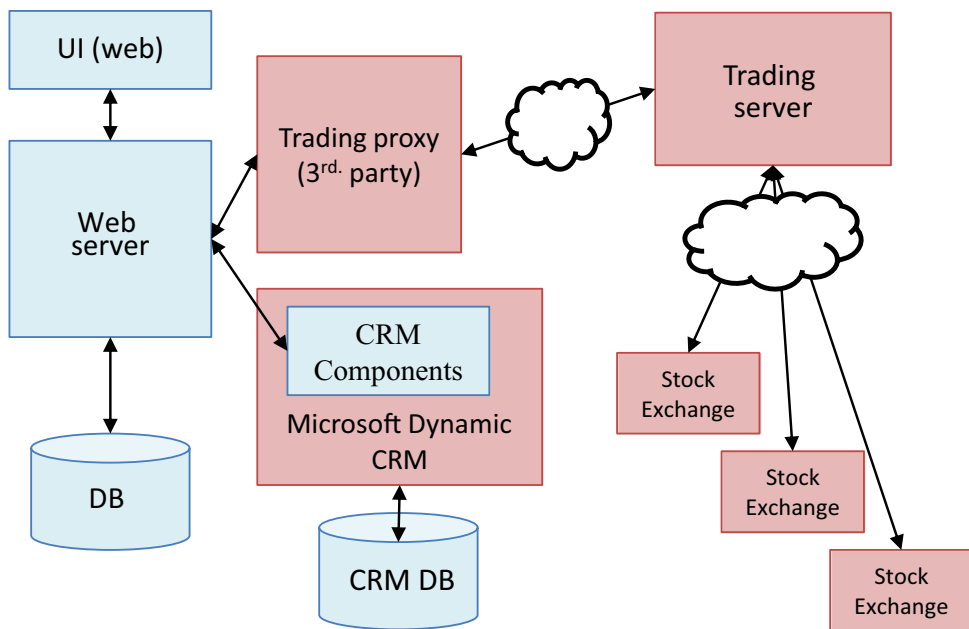 UI (web)
Web
server
DB
Trading proxy
(3rd. party)
CRM
Components
Microsoft Dynamic
CRM
CRM DB
Trading
server
Stock
Exchange
Stock
Exchange
Stock
Exchange